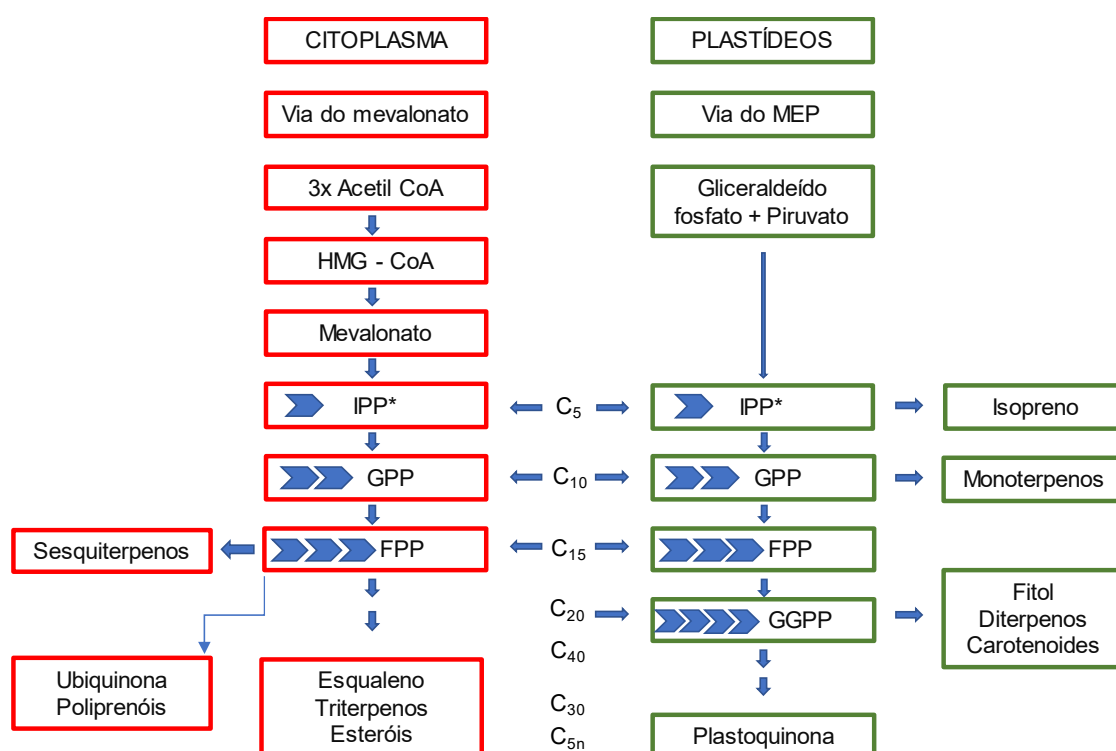 CITOPLASMA
PLASTÍDEOS
Via do mevalonato
Via do MEP
3x Acetil CoA
Gliceraldeído
fosfato + Piruvato
HMG - CoA
Mevalonato
IPP*
C5
IPP*
Isopreno
GPP
C10
GPP
Monoterpenos
Sesquiterpenos
FPP
C15
FPP
C20
GGPP
Fitol
Diterpenos
Carotenoides
C40
Ubiquinona
Poliprenóis
Esqualeno
Triterpenos
Esteróis
C30
C5n
Plastoquinona